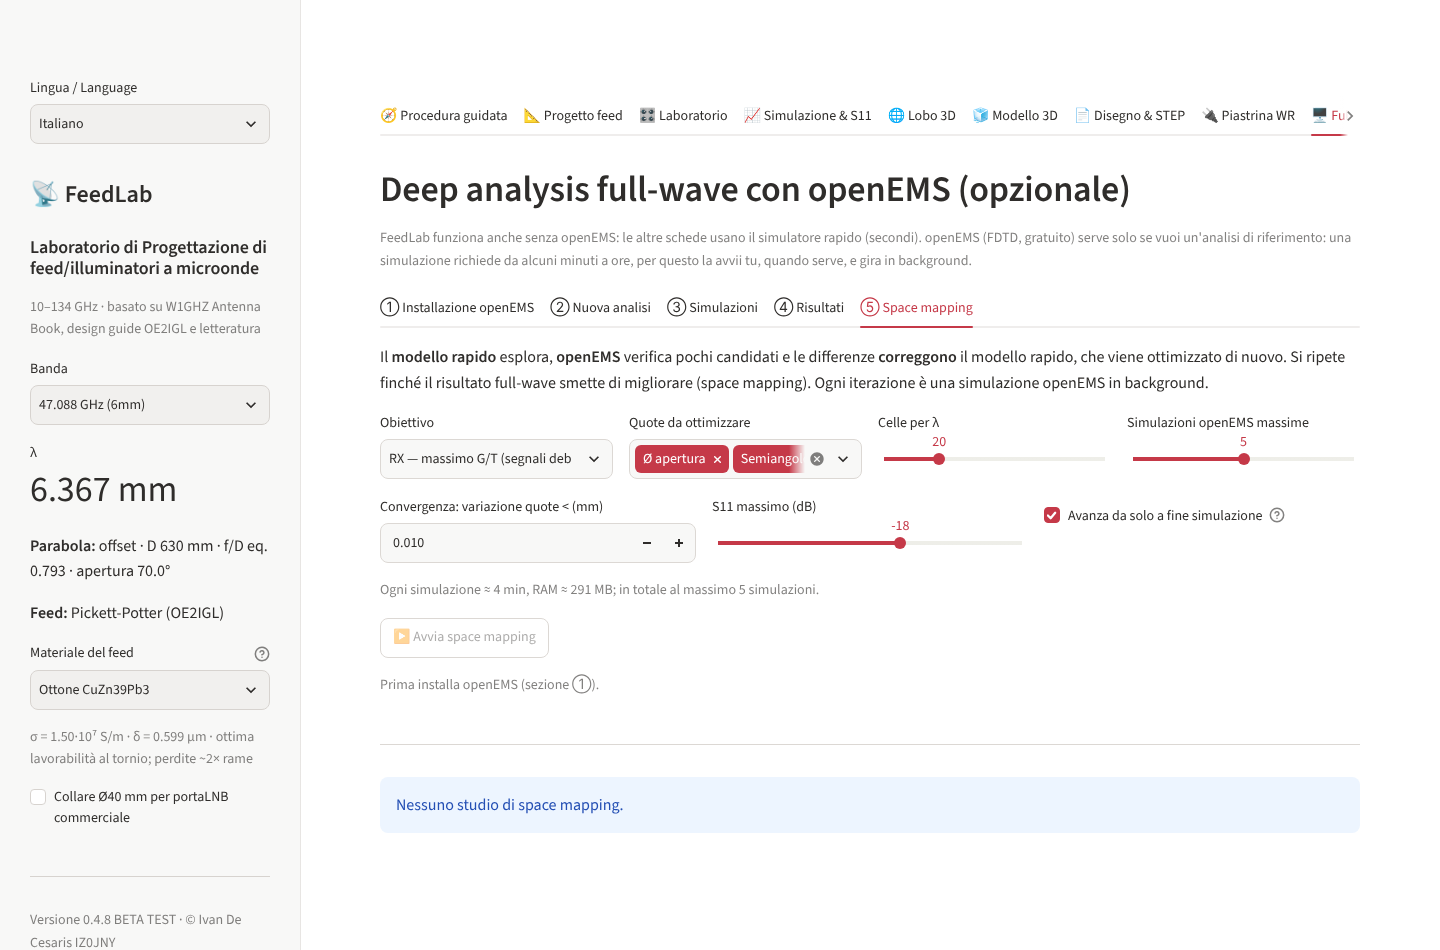 Lingua / Language
Italiano
📡 FeedLab
Laboratorio di Progettazione di
feed/illuminatori a microonde
10–134 GHz · basato su W1GHZ Antenna
Book, design guide OE2IGL e letteratura
Banda
47.088 GHz (6mm)
λ
6.367 mm
Parabola: offset · D 630 mm · f/D eq.
0.793 · apertura 70.0°
Feed: Pickett-Potter (OE2IGL)
Materiale del feed
Ottone CuZn39Pb3
σ = 1.50·10⁷ S/m · δ = 0.599 µm · ottima
lavorabilità al tornio; perdite ~2× rame
Collare Ø40 mm per portaLNB
commerciale
Versione 0.4.8 BETA TEST · © Ivan De
Cesaris IZ0JNY
🧭 Procedura guidata 📐 Progetto feed 🎛️ Laboratorio 📈 Simulazione & S11 🌐 Lobo 3D 🧊 Modello 3D 📄 Disegno & STEP 🔌 Piastrina WR 🖥️ Fu
Deep analysis full-wave con openEMS (opzionale)
FeedLab funziona anche senza openEMS: le altre schede usano il simulatore rapido (secondi). openEMS (FDTD, gratuito) serve solo se vuoi un'analisi di riferimento: una
simulazione richiede da alcuni minuti a ore, per questo la avvii tu, quando serve, e gira in background.
① Installazione openEMS ② Nuova analisi ③ Simulazioni ④ Risultati ⑤ Space mapping
Il modello rapido esplora, openEMS verifica pochi candidati e le differenze correggono il modello rapido, che viene ottimizzato di nuovo. Si ripete
finché il risultato full-wave smette di migliorare (space mapping). Ogni iterazione è una simulazione openEMS in background.
Obiettivo Quote da ottimizzare Celle per λ Simulazioni openEMS massime
20 5
RX — massimo G/T (segnali deb Ø apertura Semiangol
Convergenza: variazione quote < (mm) S11 massimo (dB)
Avanza da solo a fine simulazione
-18
0.010
Ogni simulazione ≈ 4 min, RAM ≈ 291 MB; in totale al massimo 5 simulazioni.
▶️ Avvia space mapping
Prima installa openEMS (sezione ①).
Nessuno studio di space mapping.